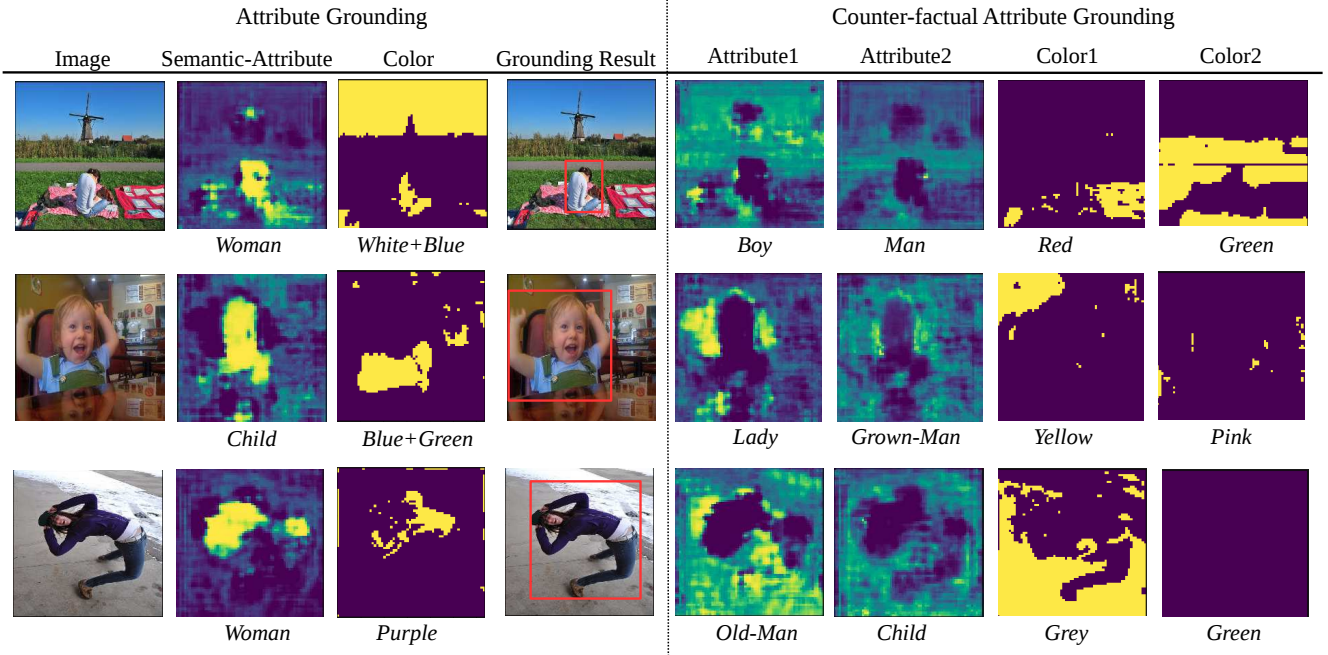 Attribute Grounding
Counter-factual Attribute Grounding
Image Semantic-Attribute Color Grounding Result Attribute1 Attribute2 Color1 Color2
Woman White+Blue Boy Man Red Green
Child Blue+Green Lady Grown-Man Yellow Pink
Woman Purple Old-Man Child Grey Green